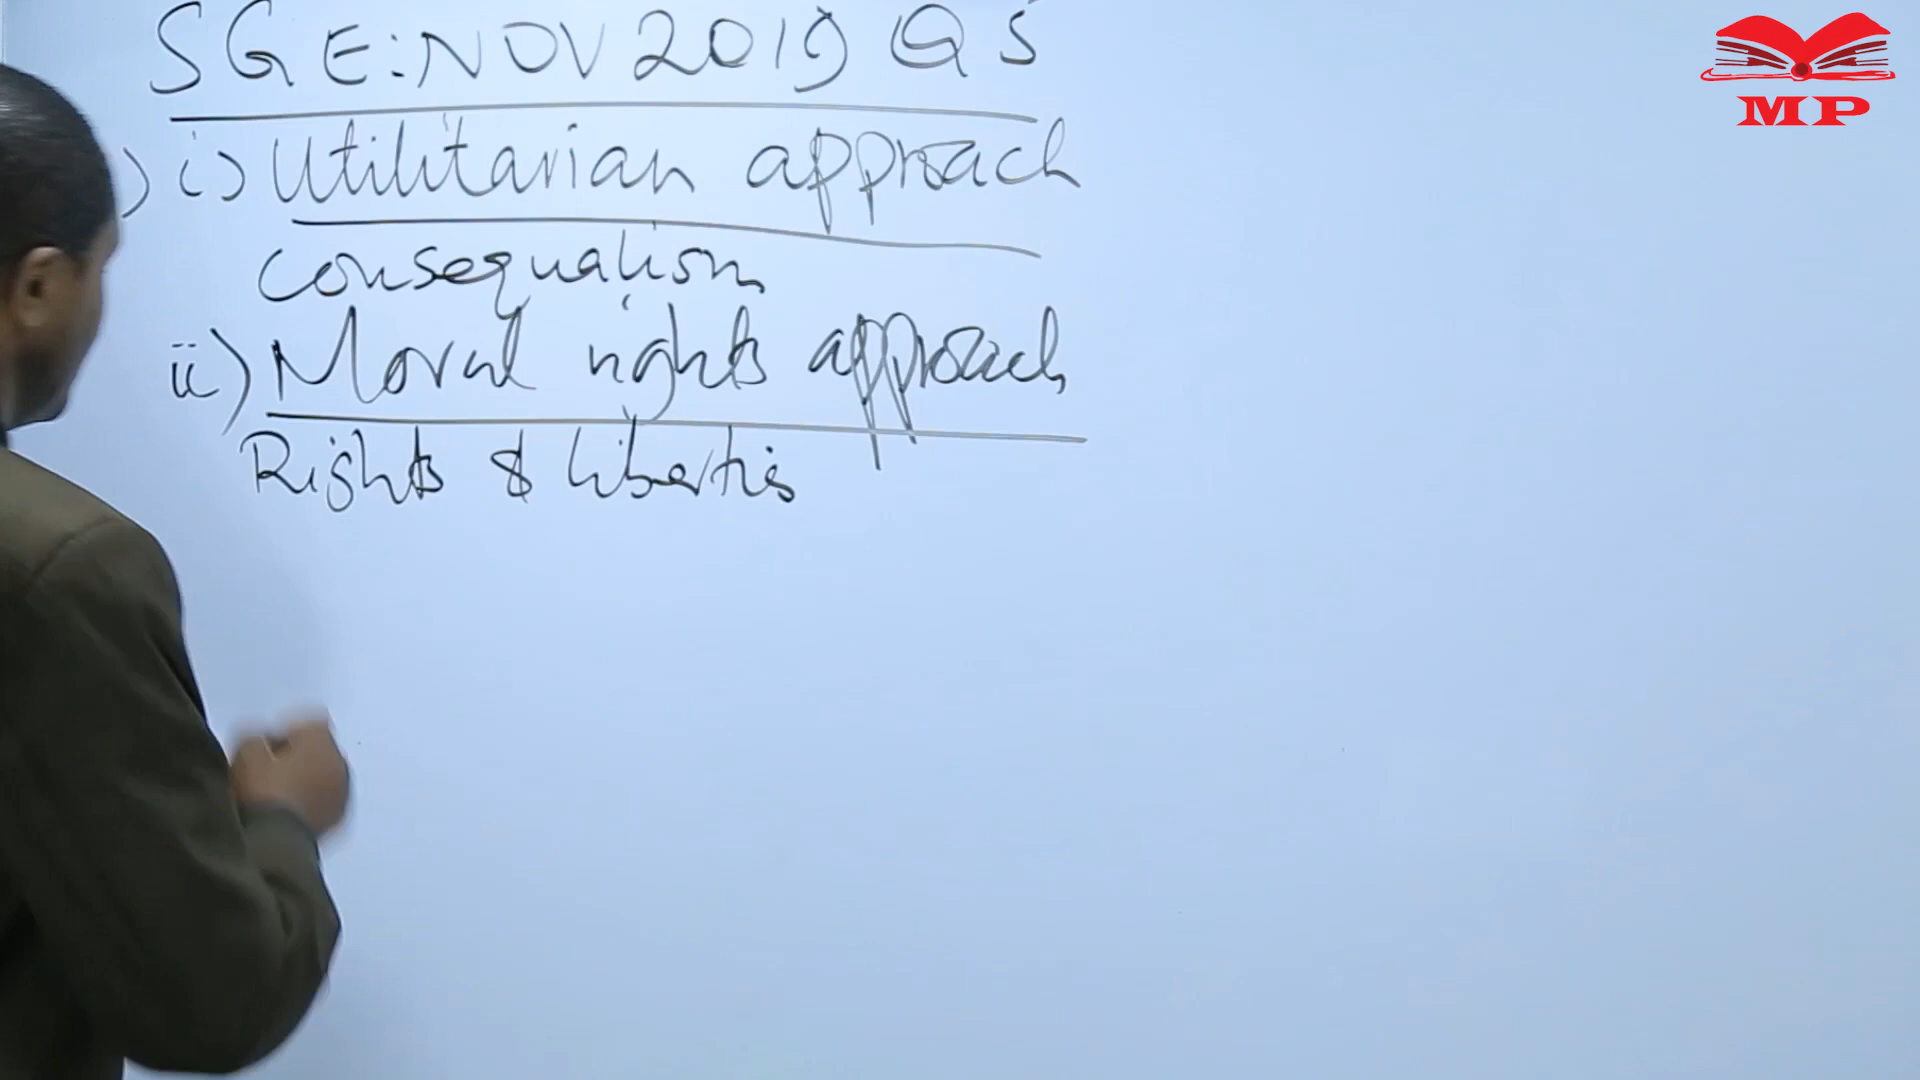 SGE: NOV 2019 Q5
) i) Utilitarian approach
consequalism
ii) Moral rights approach
Rights & liberties
MP